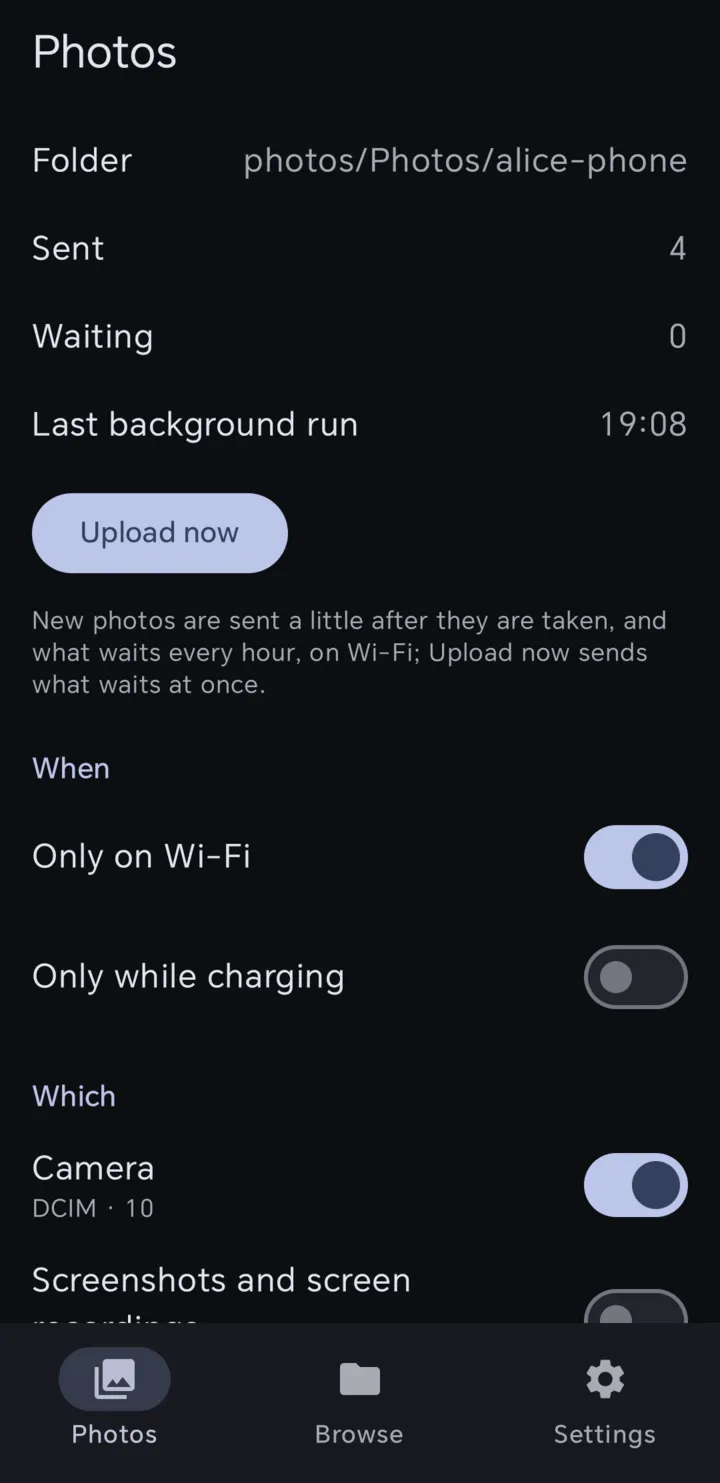 Photos
Folder photos/Photos/alice-phone
Sent 4
Waiting 0
Last background run 19:08
Upload now
New photos are sent a little after they are taken, and
what waits every hour, on Wi-Fi; Upload now sends
what waits at once.
When
Only on Wi-Fi
Only while charging
Which
Camera
DCIM · 10
Screenshots and screen
recordings
Photos Browse Settings